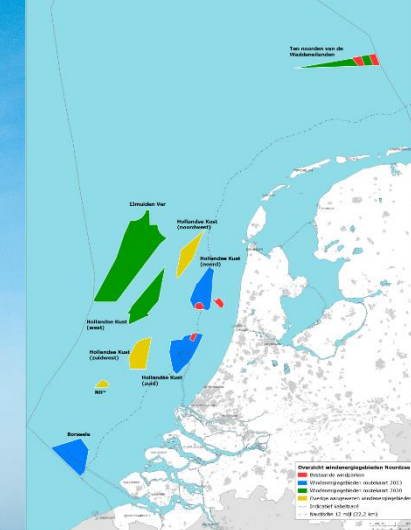 Ten noorden van de
Waddeneilanden
IJmuiden Ver
Hollandse Kust
(noordwest)
Hollandse Kust
(noord)
Hollandse Kust
(west)
Hollandse Kust
(zuidwest)
Hollandse Kust
(zuid)
Borssele
Overzicht windenergiegebieden Noordzee
Bestaande windparken
Windenergiegebieden routekaart 2023
Windenergiegebieden routekaart 2030
Overige aangewezen windenergiegebieden
Indicatief kabeltracé
Nautische 12 mijl (22,2 km)